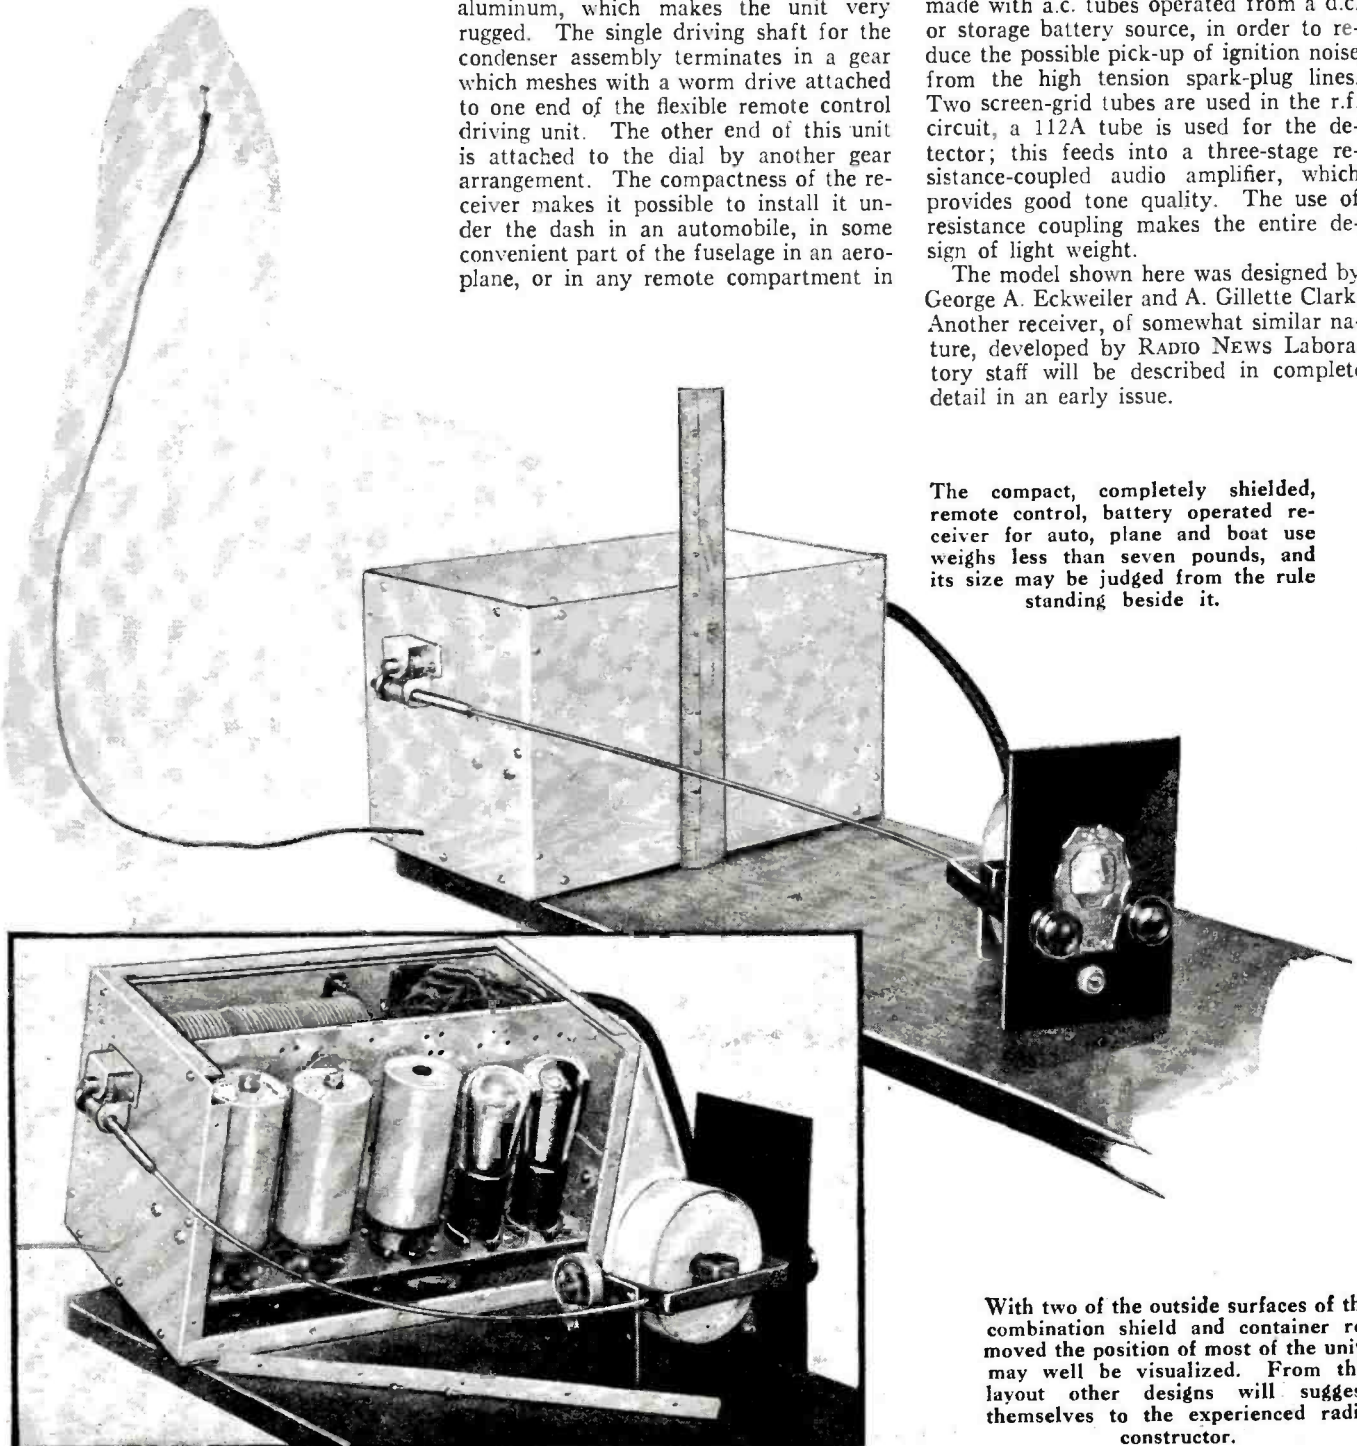 aluminum, which makes the unit very
rugged. The single driving shaft for the
condenser assembly terminates in a gear
which meshes with a worm drive attached
to one end of the flexible remote control
driving unit. The other end of this unit
is attached to the dial by another gear
arrangement. The compactness of the re-
ceiver makes it possible to install it un-
der the dash in an automobile, in some
convenient part of the fuselage in an aero-
plane, or in any remote compartment in
made with a.c. tubes operated from a d.c.
or storage battery source, in order to re-
duce the possible pick-up of ignition noise
from the high tension spark-plug lines.
Two screen-grid tubes are used in the r.f.
circuit, a 112A tube is used for the de-
tector; this feeds into a three-stage re-
sistance-coupled audio amplifier, which
provides good tone quality. The use of
resistance coupling makes the entire de-
sign of light weight.
The model shown here was designed by
George A. Eckweiler and A. Gillette Clark.
Another receiver, of somewhat similar na-
ture, developed by RADIO NEWS Labora-
tory staff will be described in complete
detail in an early issue.
The compact, completely shielded,
remote control, battery operated re-
ceiver for auto, plane and boat use
weighs less than seven pounds, and
its size may be judged from the rule
standing beside it.
With two of the outside surfaces of th
combination shield and container r
moved the position of most of the uni
may well be visualized. From th
layout other designs will sugges
themselves to the experienced radi
constructor.